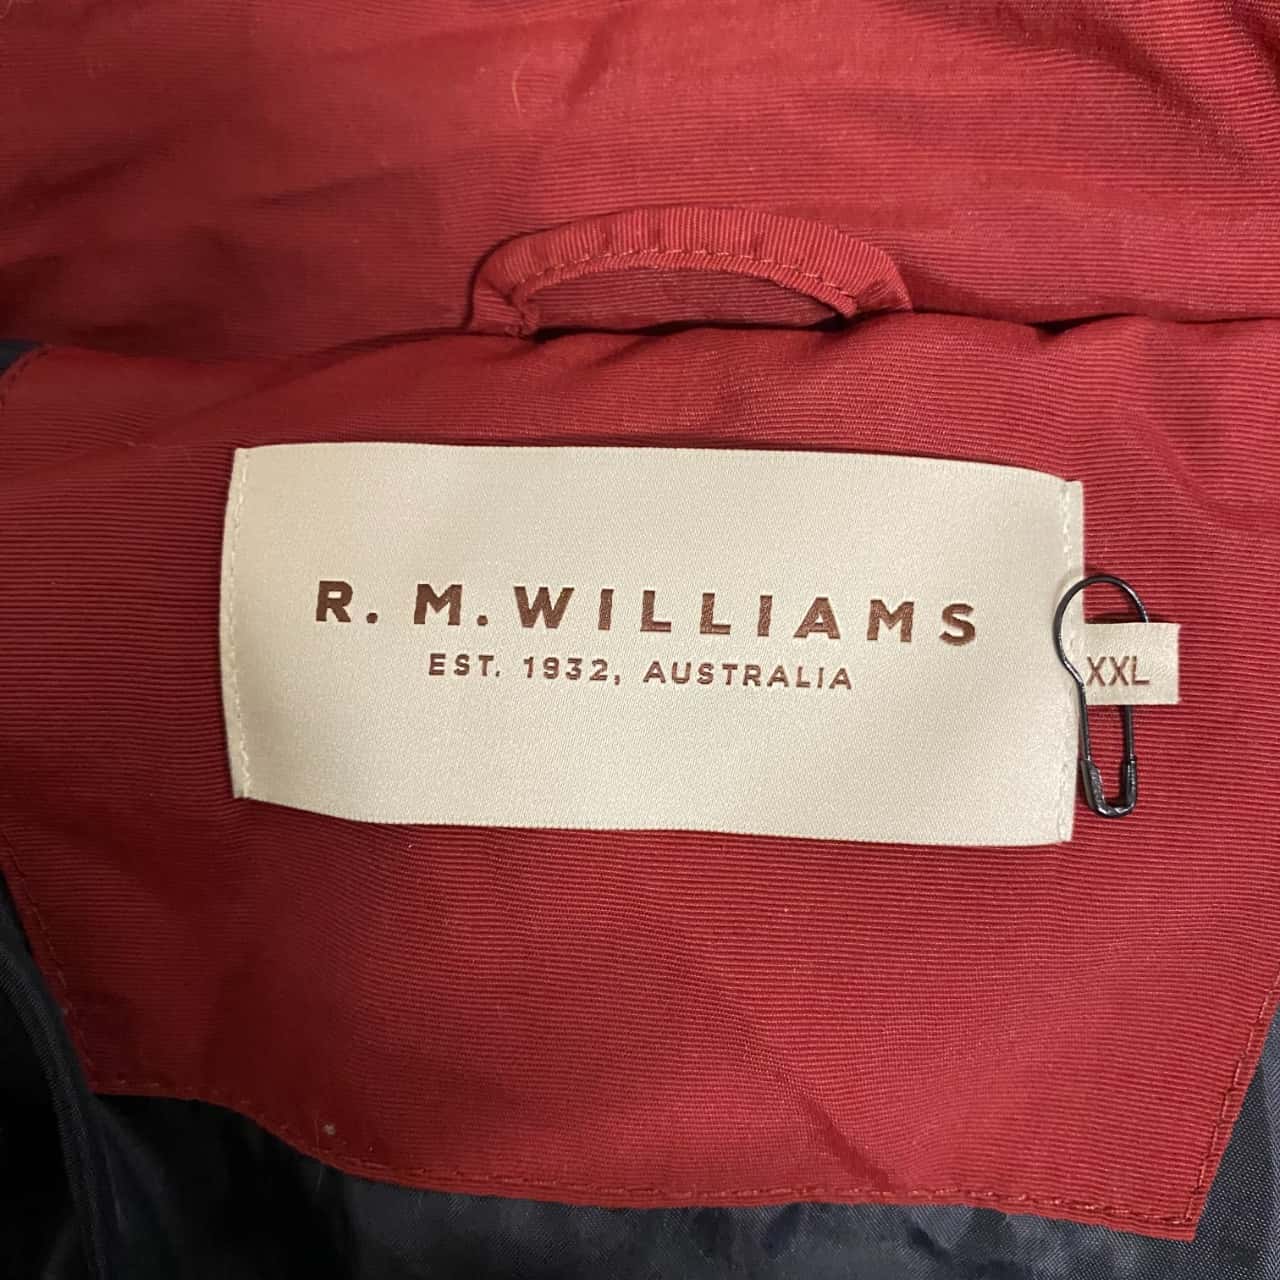 R. M. WILLIAMS
EST. 1932, AUSTRALIA
XXL